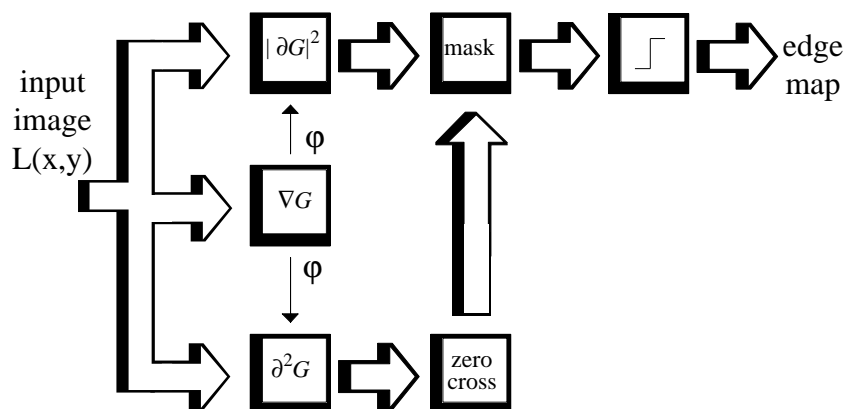 input
image
L(x,y)
| ∂G|²
mask
edge
map
φ
∇G
φ
∂²G
zero
cross